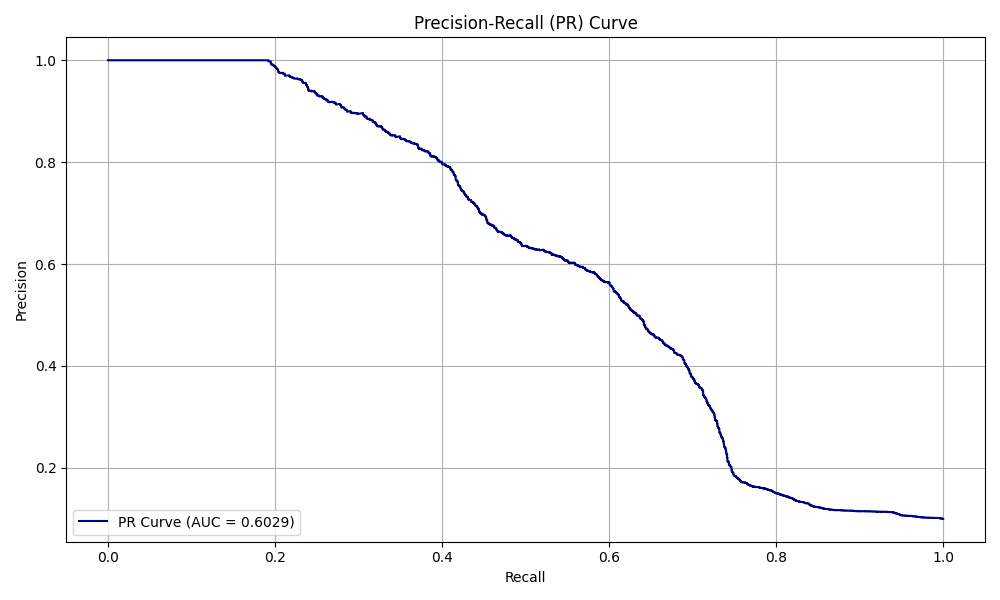 Precision-Recall (PR) Curve
1.0
0.8
0.6
0.4
0.2
Precision
PR Curve (AUC = 0.6029)
0.0 0.2 0.4 0.6 0.8 1.0
Recall